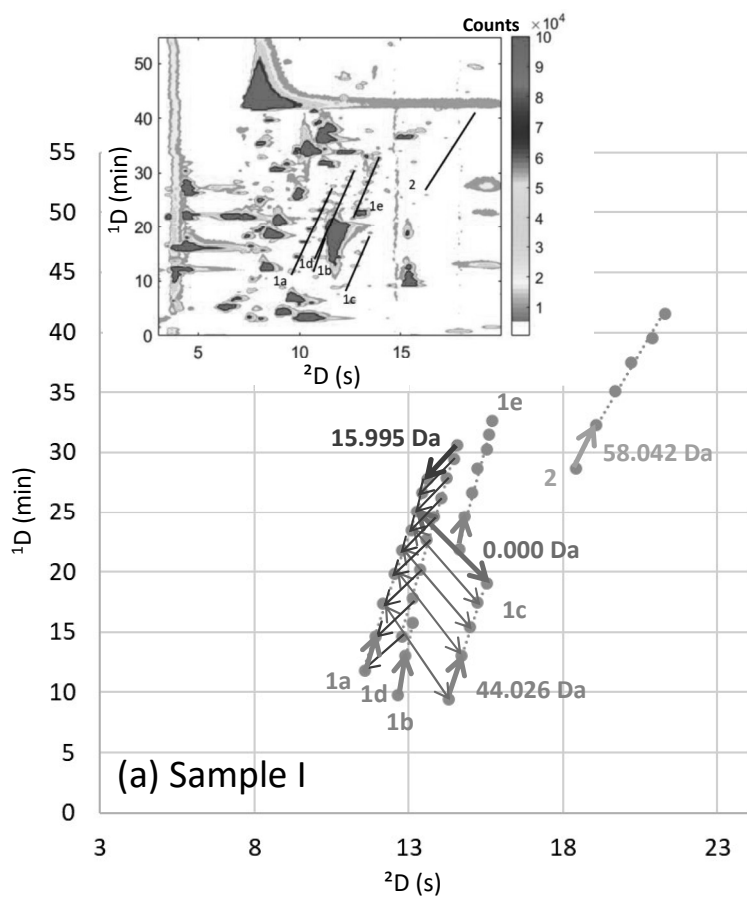 Counts ×10⁴
50
40
30
20
10
0
¹D (min)
5
10
15
²D (s)
10
9
8
7
6
5
4
3
2
1
1a
1d
1b
1c
1e
2
55
50
45
40
35
30
25
20
15
10
5
0
¹D (min)
15.995 Da
1e
2
58.042 Da
0.000 Da
1c
1a
1d
1b
44.026 Da
(a) Sample I
3
8
13
18
23
²D (s)